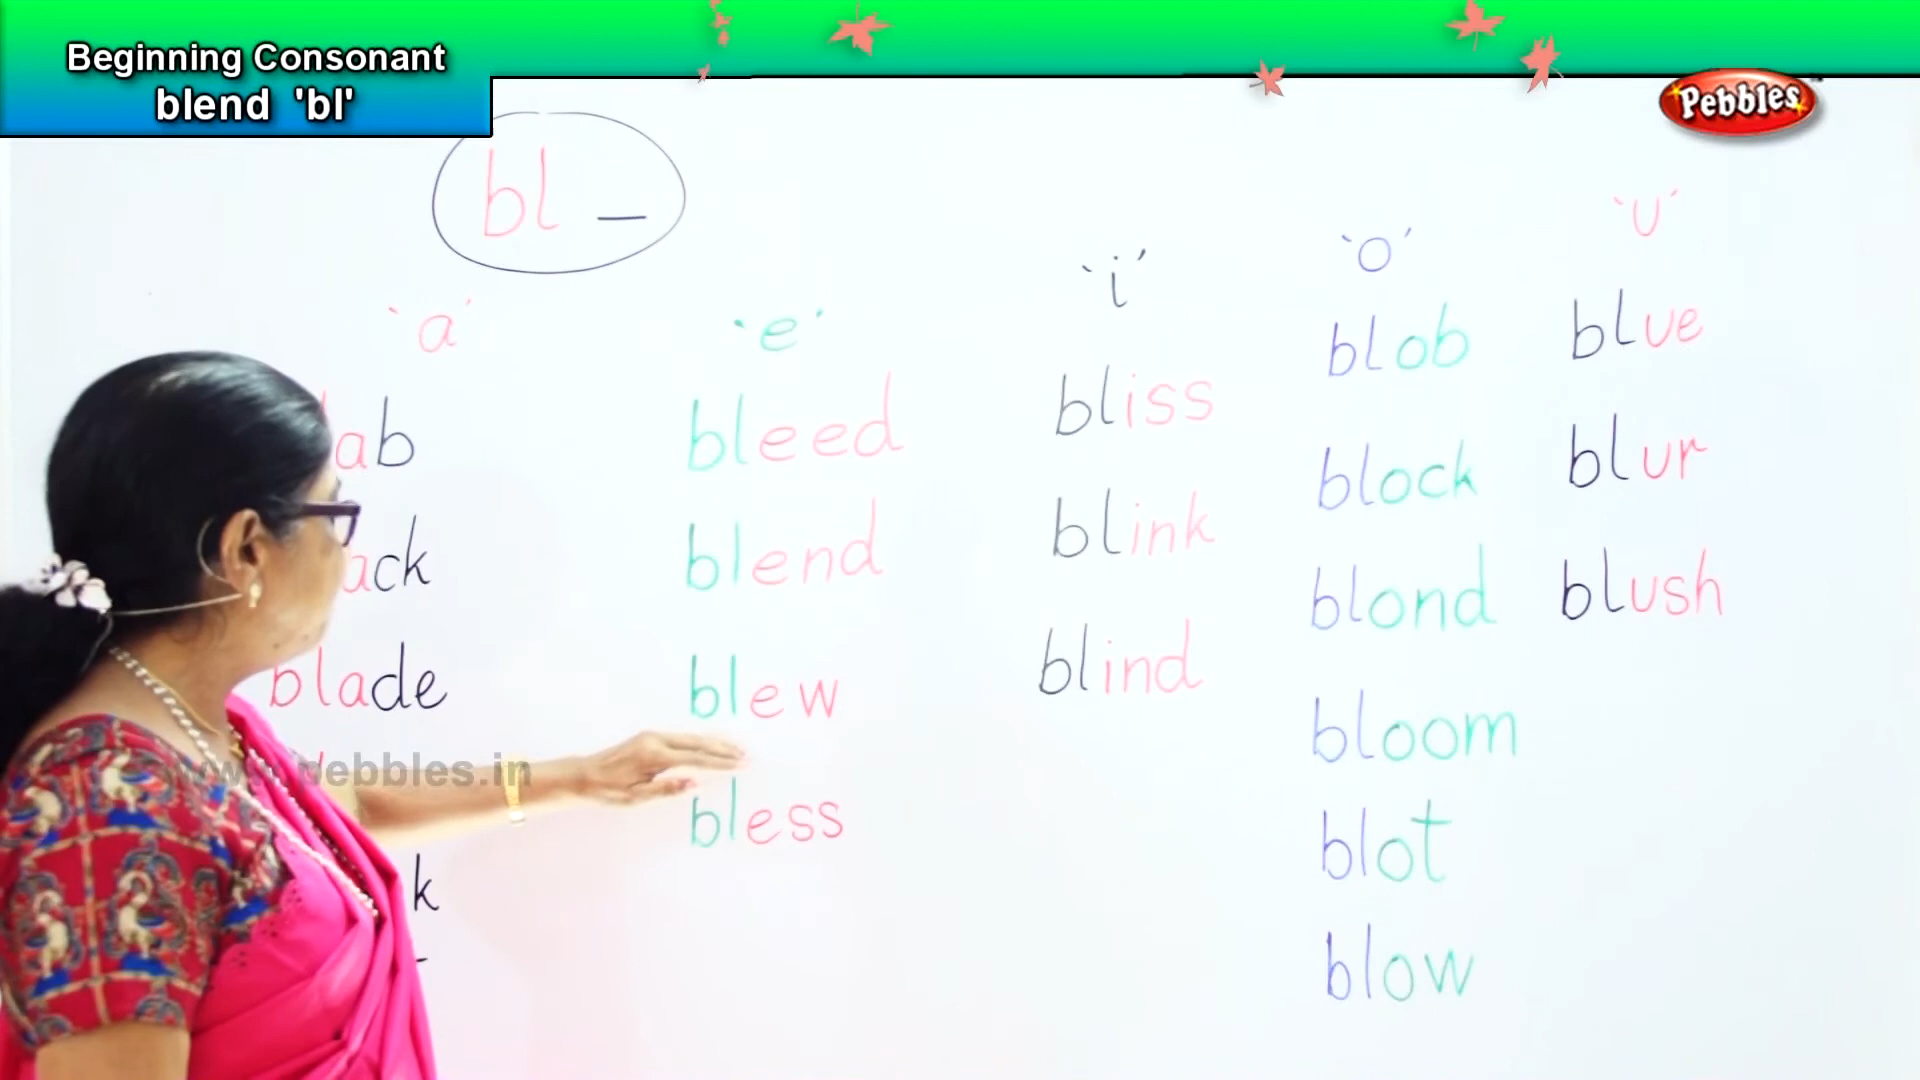 Beginning Consonant
blend 'bl'
Pebbles
bl _
'a'
ab
ack
blade
k
'e'
bleed
blend
blew
bless
'i'
bliss
blink
blind
'o'
blob
block
blond
bloom
blot
blow
'u'
blue
blur
blush
www.pebbles.in